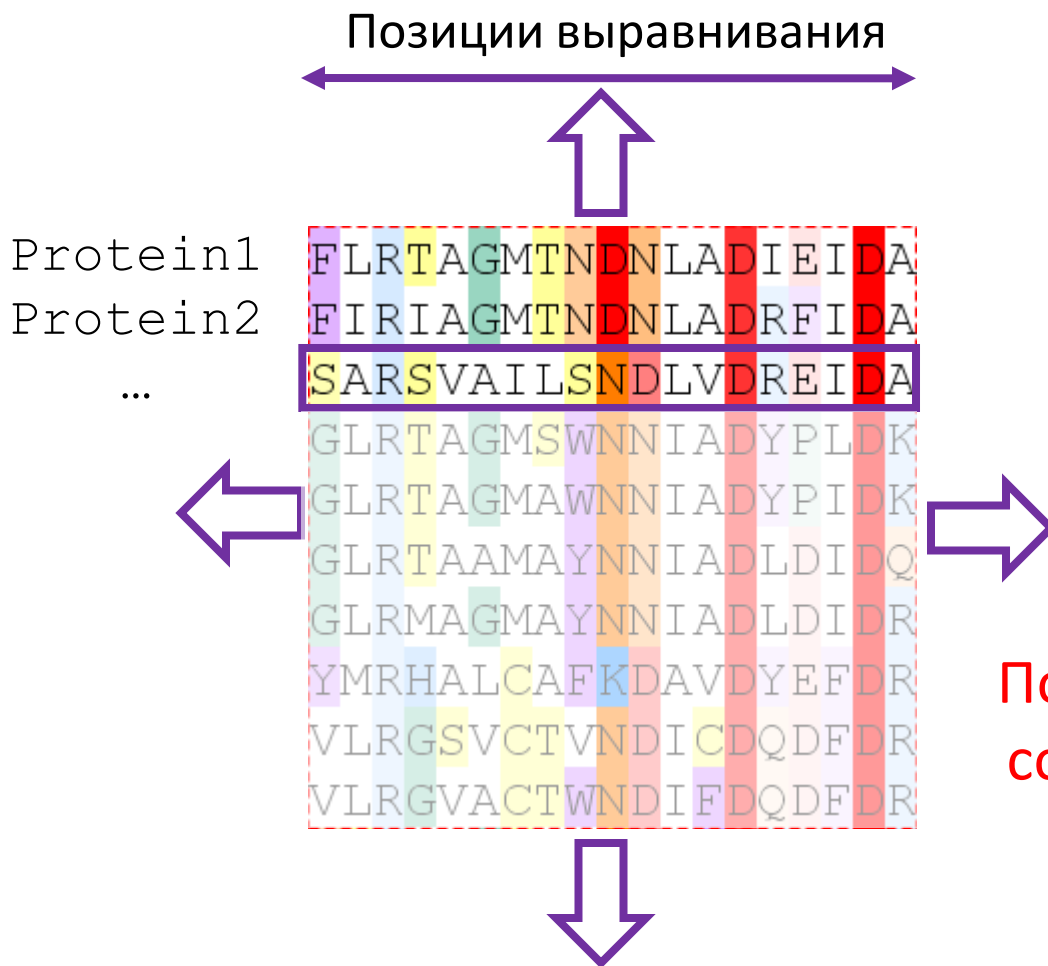 Позиции выравнивания
Protein1 FLRTAGMTNDNLADIEIDA
Protein2 FIRIAGMTNDNLADRFIDA
… SARSVAILSNDLVDREIDA
GLRTAGMSWNNIADYPLDK
GLRTAGMAWNNIADYPIDK
GLRTAAMAYNNIADLDIDQ
GLRMAGMAYNNIADLDIDR
YMRHALCAFKDAVDYEFDR
VLRGSVCTVNDICDQDFDR
VLRGVACTWNDIFDQDFDR